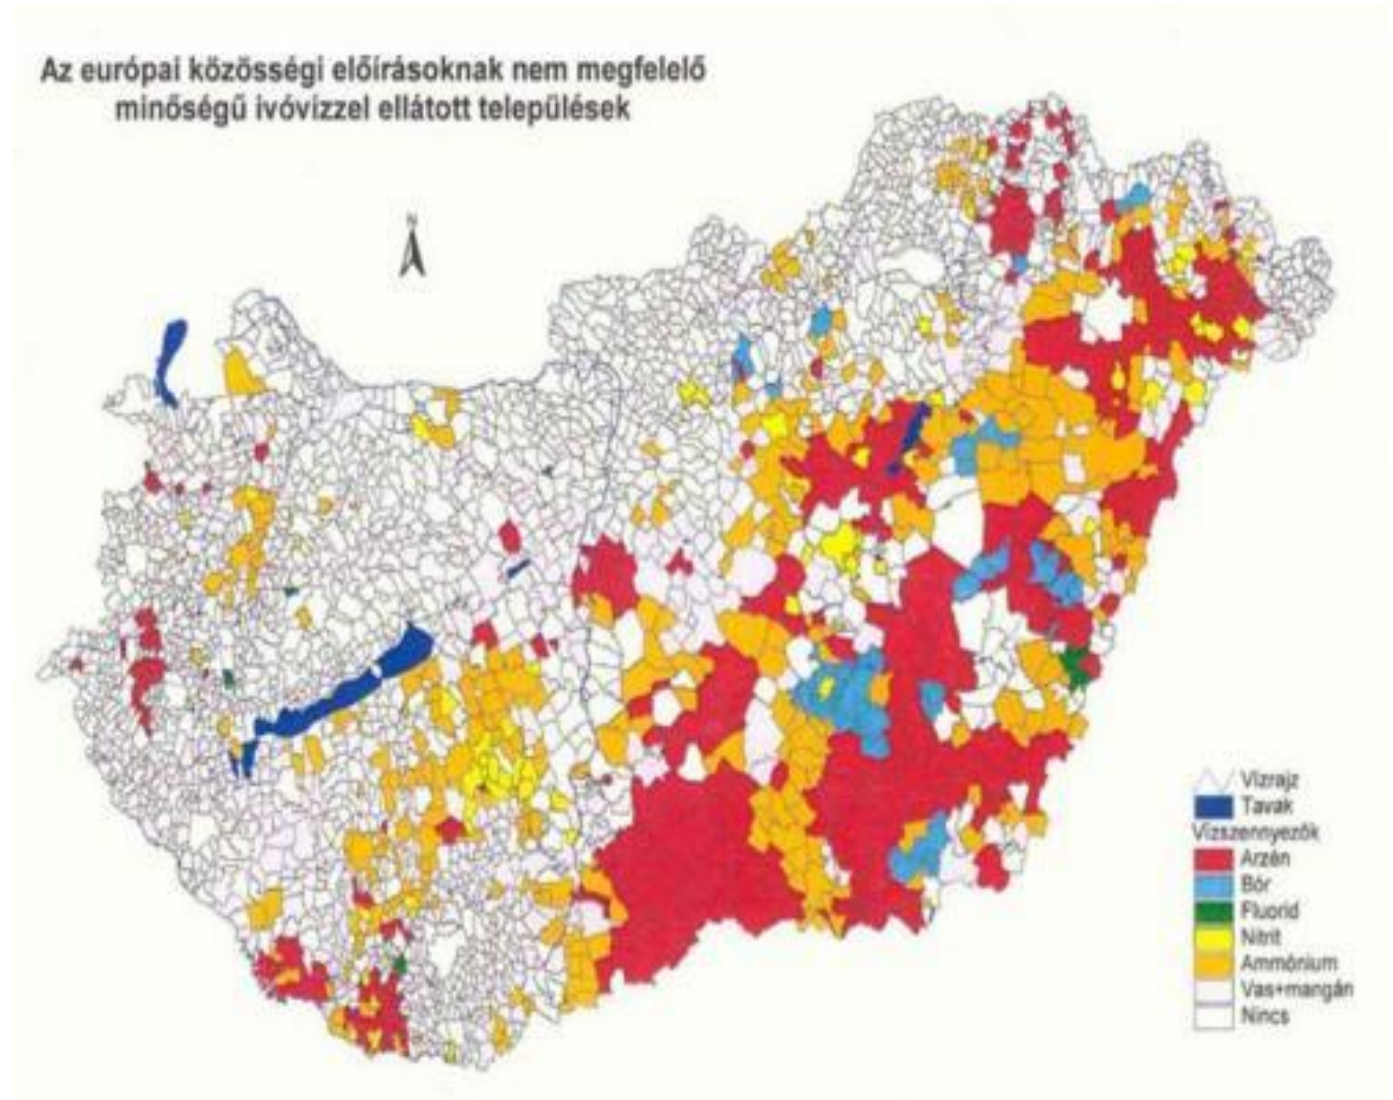 Az európai közösségi előírásoknak nem megfelelő
minőségű ivóvízzel ellátott települések
N
Vízrajz
Tavak
Vízszennyezők
Arzén
Bór
Fluorid
Nitrit
Ammónium
Vas+mangán
Nincs